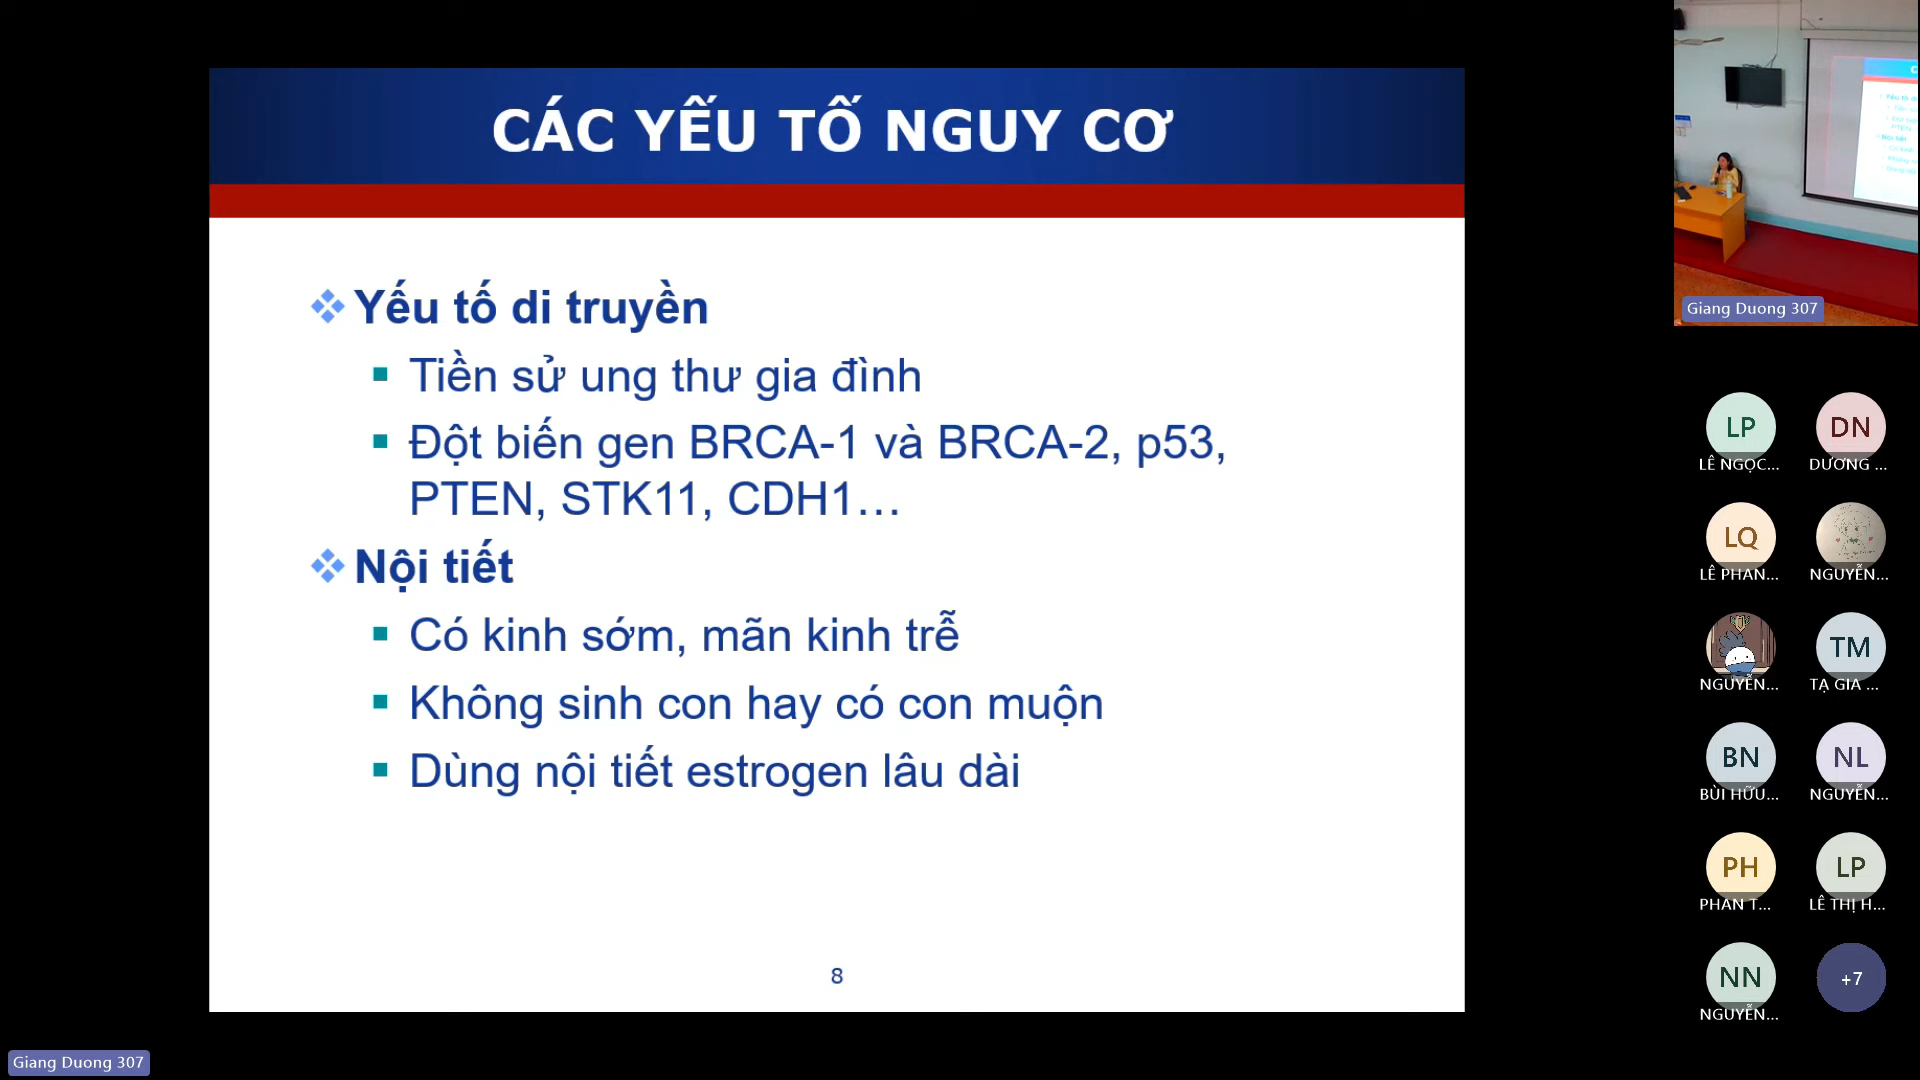 CÁC YẾU TỐ NGUY CƠ
Yếu tố di truyền
Tiền sử ung thư gia đình
Đột biến gen BRCA-1 và BRCA-2, p53,
PTEN, STK11, CDH1...
Nội tiết
Có kinh sớm, mãn kinh trễ
Không sinh con hay có con muộn
Dùng nội tiết estrogen lâu dài
8
Giang Duong 307
Giang Duong 307
LP
LÊ NGỌC...
DN
DƯƠNG ...
LQ
LÊ PHAN...
NGUYỄN...
NGUYỄN...
TM
TẠ GIA ...
BN
BÙI HỮU...
NL
NGUYỄN...
PH
PHAN T...
LP
LÊ THỊ H...
NN
NGUYỄN...
+7